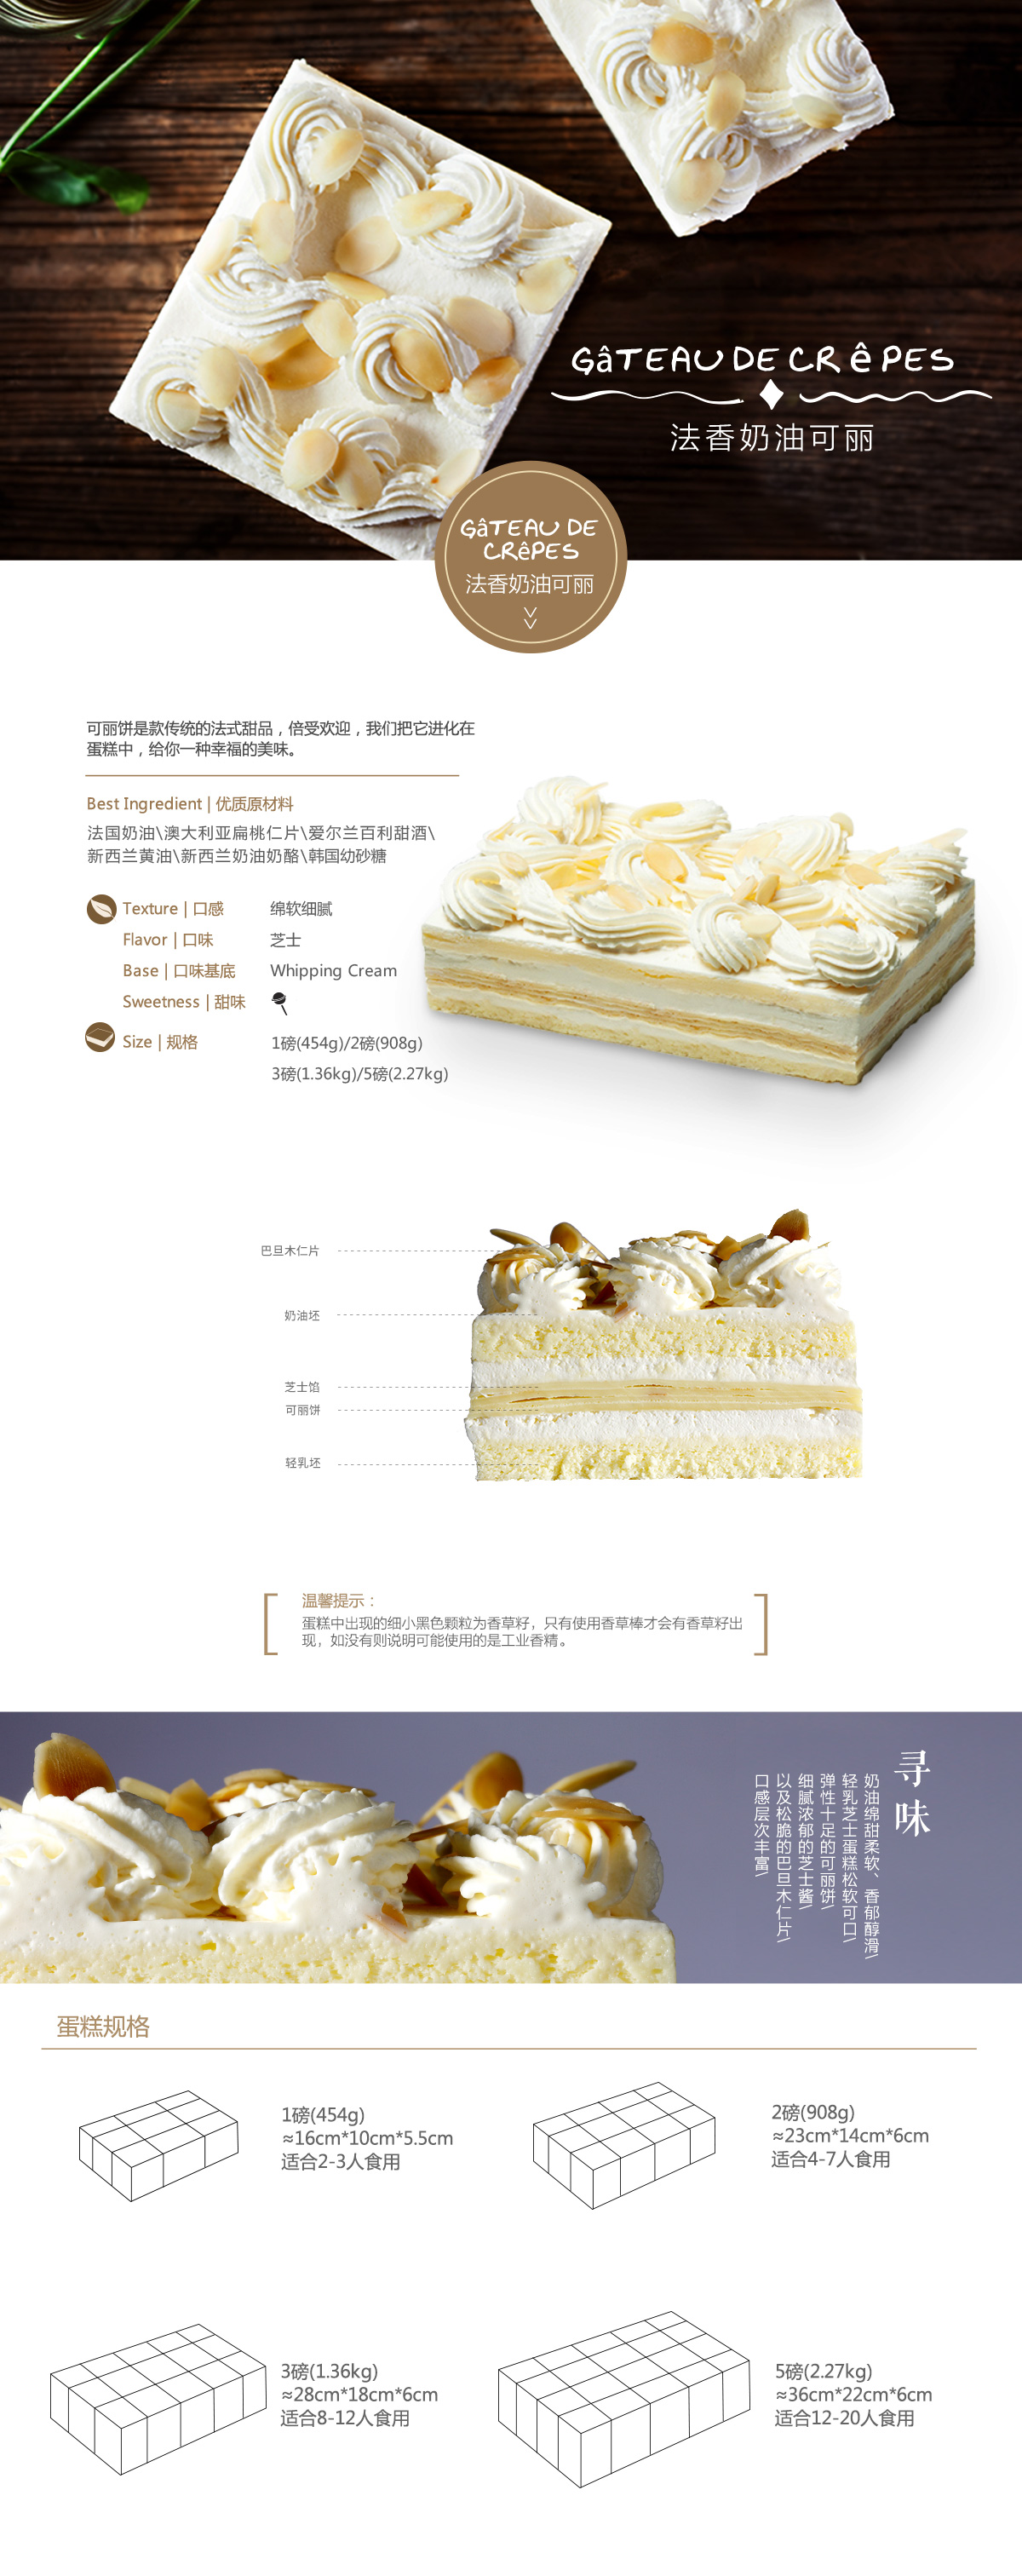 GâTEAU DE CRêPES
法香奶油可丽
GâTEAU DE
CRêPES
法香奶油可丽
可丽饼是款传统的法式甜品，倍受欢迎，我们把它进化在
蛋糕中，给你一种幸福的美味。
Best Ingredient | 优质原材料
法国奶油\澳大利亚扁桃仁片\爱尔兰百利甜酒\
新西兰黄油\新西兰奶油奶酪\韩国幼砂糖
Texture | 口感 绵软细腻
Flavor | 口味 芝士
Base | 口味基底 Whipping Cream
Sweetness | 甜味
Size | 规格 1磅(454g)/2磅(908g)
3磅(1.36kg)/5磅(2.27kg)
巴旦木仁片
奶油坯
芝士馅
可丽饼
轻乳坯
温馨提示：
蛋糕中出现的细小黑色颗粒为香草籽，只有使用香草棒才会有香草籽出
现，如没有则说明可能使用的是工业香精。
寻味
奶油绵甜柔软、香郁醇滑\
轻乳芝士蛋糕松软可口\
弹性十足的可丽饼\
细腻浓郁的芝士酱\
以及松脆的巴旦木仁片\
口感层次丰富\
蛋糕规格
1磅(454g)
≈16cm*10cm*5.5cm
适合2-3人食用
2磅(908g)
≈23cm*14cm*6cm
适合4-7人食用
3磅(1.36kg)
≈28cm*18cm*6cm
适合8-12人食用
5磅(2.27kg)
≈36cm*22cm*6cm
适合12-20人食用